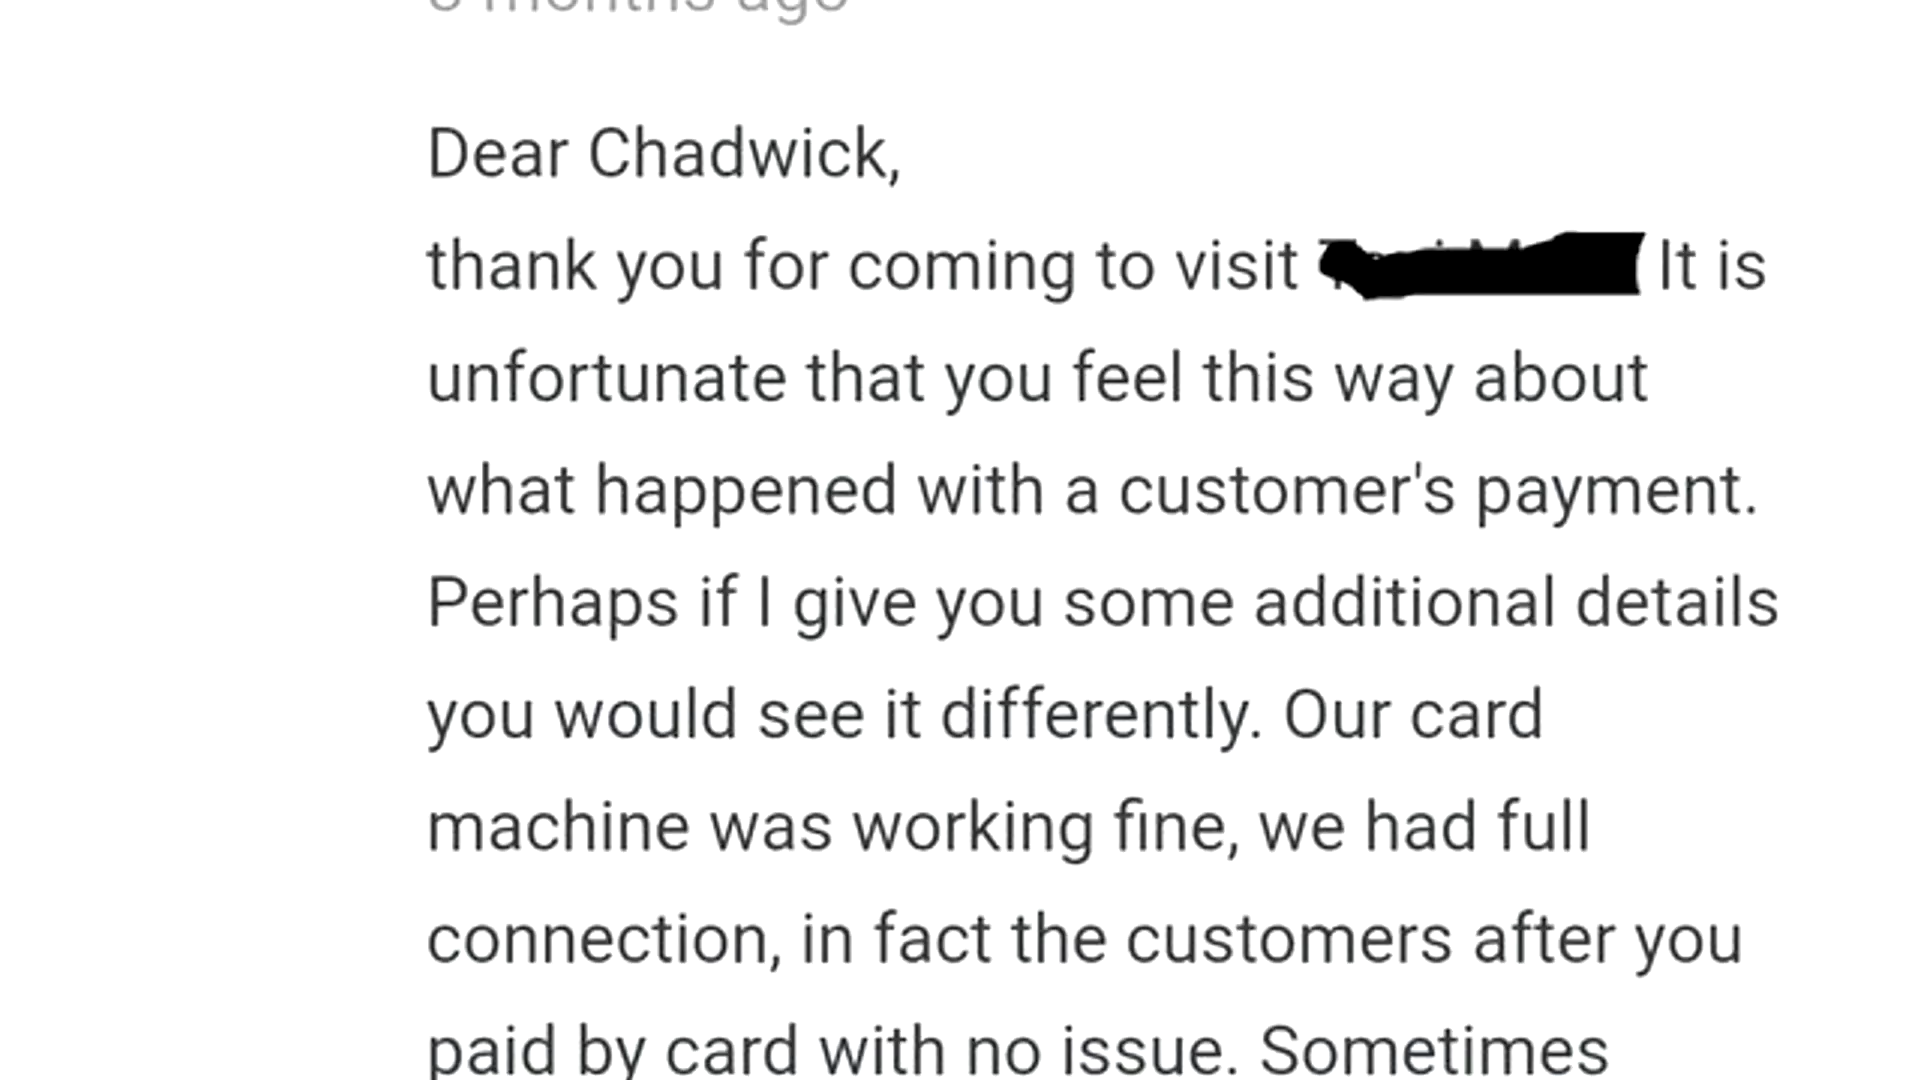 months ago
Dear Chadwick,
thank you for coming to visit It is
unfortunate that you feel this way about
what happened with a customer's payment.
Perhaps if I give you some additional details
you would see it differently. Our card
machine was working fine, we had full
connection, in fact the customers after you
paid by card with no issue. Sometimes